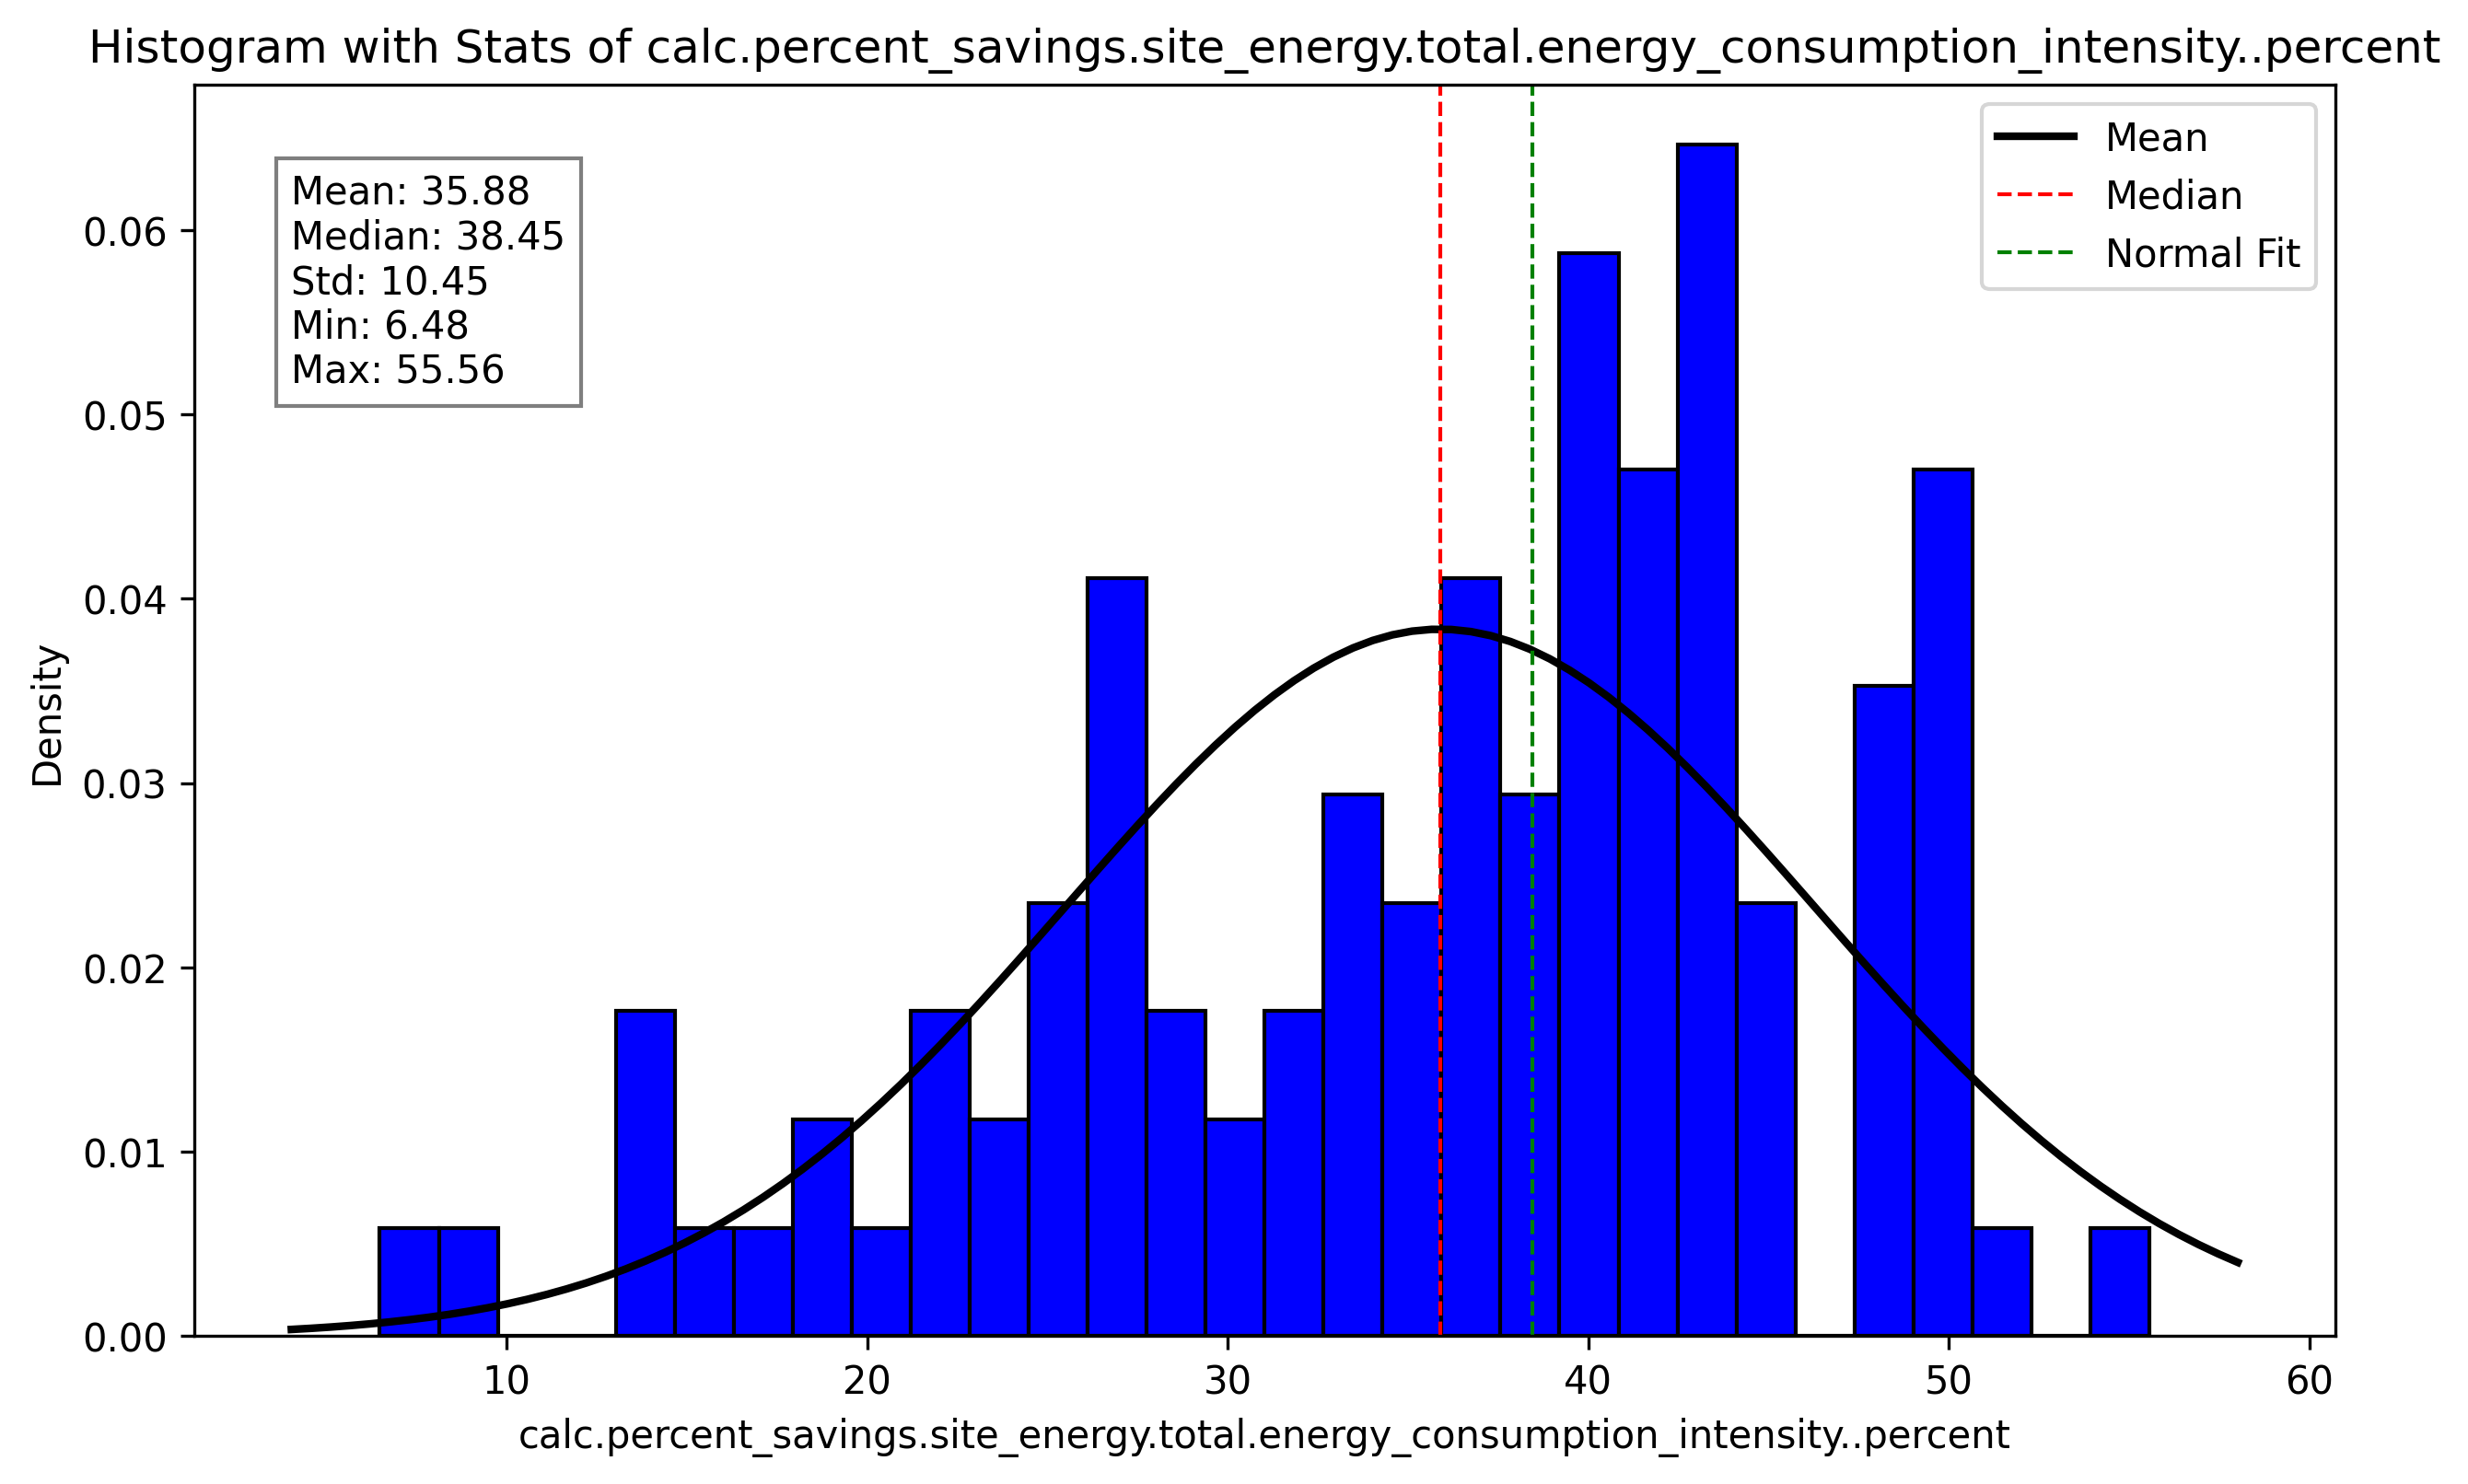 Histogram with Stats of calc.percent_savings.site_energy.total.energy_consumption_intensity..percent
Mean: 35.88
Median: 38.45
Std: 10.45
Min: 6.48
Max: 55.56
Mean
Median
Normal Fit
Density
0.06
0.05
0.04
0.03
0.02
0.01
0.00
10
20
30
40
50
60
calc.percent_savings.site_energy.total.energy_consumption_intensity..percent